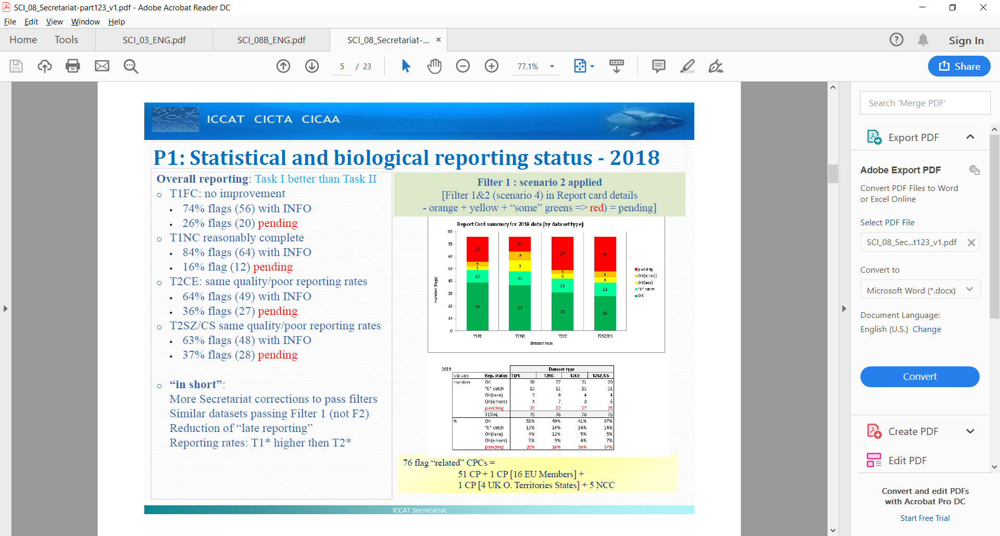 SCI_08_Secretariat-part123_v1.pdf - Adobe Acrobat Reader DC
File Edit View Window Help
Home Tools SCI_03_ENG.pdf SCI_08B_ENG.pdf SCI_08_Secretariat-... ×
? Sign In
5 / 23 77.1% Share
ICCAT CICTA CICAA
P1: Statistical and biological reporting status - 2018
Overall reporting: Task I better than Task II
T1FC: no improvement
74% flags (56) with INFO
26% flags (20) pending
T1NC reasonably complete
84% flags (64) with INFO
16% flag (12) pending
T2CE: same quality/poor reporting rates
64% flags (49) with INFO
36% flags (27) pending
T2SZ/CS same quality/poor reporting rates
63% flags (48) with INFO
37% flags (28) pending
“in short”:
More Secretariat corrections to pass filters
Similar datasets passing Filter 1 (not F2)
Reduction of “late reporting”
Reporting rates: T1* higher then T2*
Filter 1 : scenario 2 applied
[Filter 1&2 (scenario 4) in Report card details
- orange + yellow + “some” greens => red) = pending]
Report Card summary for 2018 data (by dataset type)
number (flags)
80
70
60
50
40
30
20
10
0
20 12 27 28
4 7 3 5
3 9 4 4
10 11 11 11
39 37 31 28
T1FC T2NC T2CE T2SZ/CS
dataset type
pending
OK(errors)
OK(late)
"0" catch
OK
2019 Dataset type
Values Rep. status T1FC T2NC T2CE T2SZ/CS
number OK 39 37 31 28
"0" catch 10 11 11 11
OK(late) 3 9 4 4
OK(errors) 4 7 3 5
pending 20 12 27 28
TOTAL 76 76 76 76
% OK 51% 49% 41% 37%
"0" catch 13% 14% 14% 14%
OK(late) 4% 12% 5% 5%
OK(errors) 5% 9% 4% 7%
pending 26% 16% 36% 37%
76 flag “related” CPCs =
51 CP + 1 CP [16 EU Members] +
1 CP [4 UK O. Territories States] + 5 NCC
ICCAT Secretariat
Search 'Merge PDF'
Export PDF
Adobe Export PDF
Convert PDF Files to Word
or Excel Online
Select PDF File
SCI_08_Sec...t123_v1.pdf
Convert to
Microsoft Word (*.docx)
Document Language:
English (U.S.) Change
Convert
Create PDF
Edit PDF
Convert and edit PDFs
with Acrobat Pro DC
Start Free Trial